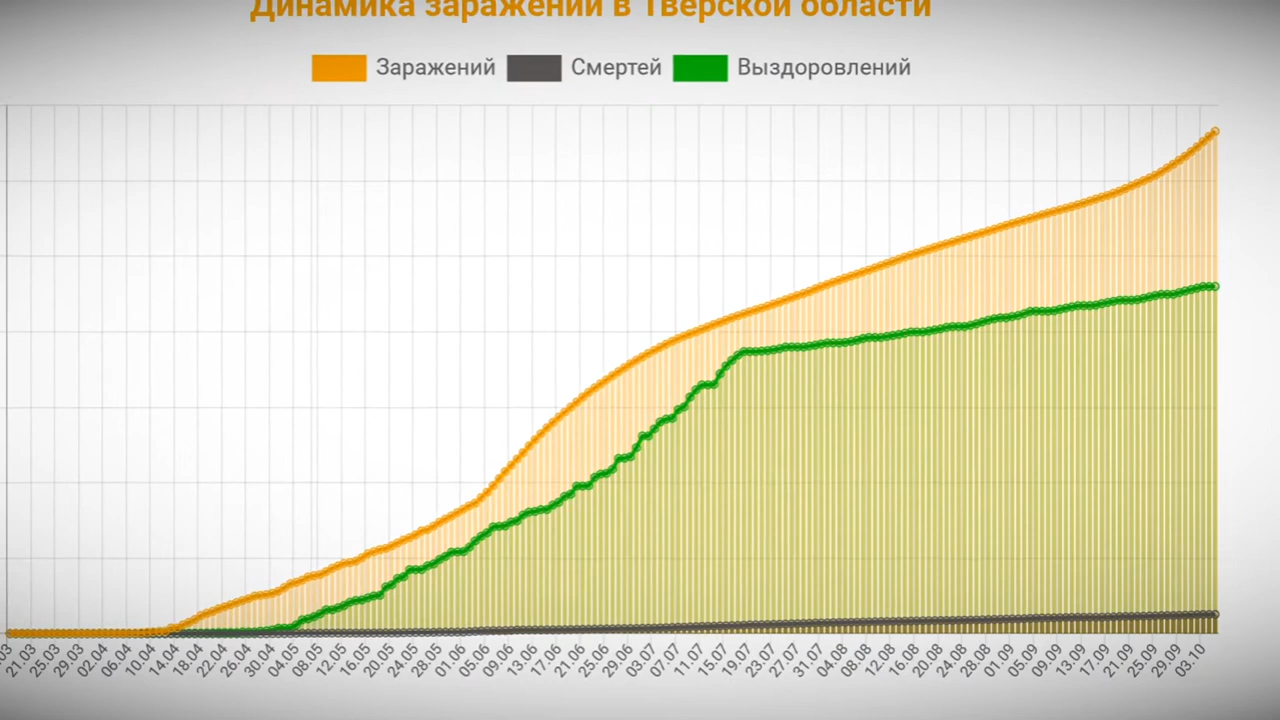 Динамика заражений в Тверской области
Заражений Смертей Выздоровлений
03 21.03 25.03 29.03 02.04 06.04 10.04 14.04 18.04 22.04 26.04 30.04 04.05 08.05 12.05 16.05 20.05 24.05 28.05 01.06 05.06 09.06 13.06 17.06 21.06 25.06 29.06 03.07 07.07 11.07 15.07 19.07 23.07 27.07 31.07 04.08 08.08 12.08 16.08 20.08 24.08 28.08 01.09 05.09 09.09 13.09 17.09 21.09 25.09 29.09 03.10